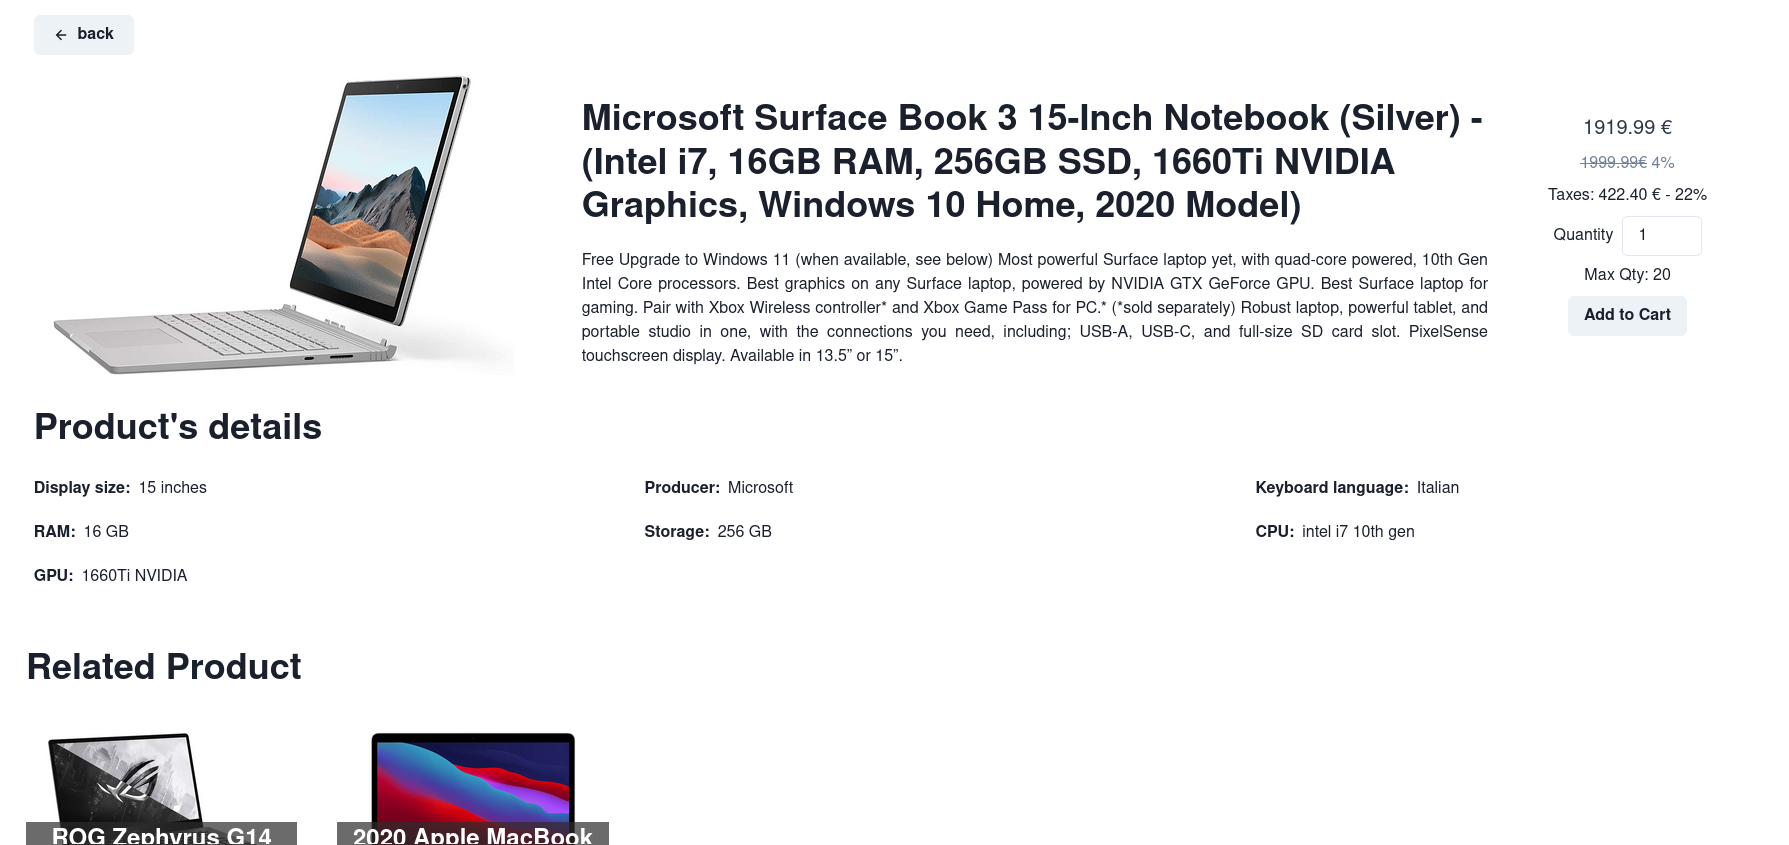 back
Microsoft Surface Book 3 15-Inch Notebook (Silver) -
(Intel i7, 16GB RAM, 256GB SSD, 1660Ti NVIDIA
Graphics, Windows 10 Home, 2020 Model)
Free Upgrade to Windows 11 (when available, see below) Most powerful Surface laptop yet, with quad-core powered, 10th Gen
Intel Core processors. Best graphics on any Surface laptop, powered by NVIDIA GTX GeForce GPU. Best Surface laptop for
gaming. Pair with Xbox Wireless controller* and Xbox Game Pass for PC.* (*sold separately) Robust laptop, powerful tablet, and
portable studio in one, with the connections you need, including; USB-A, USB-C, and full-size SD card slot. PixelSense
touchscreen display. Available in 13.5” or 15”.
1919.99 €
1999.99€ 4%
Taxes: 422.40 € - 22%
Quantity 1
Max Qty: 20
Add to Cart
Product's details
Display size: 15 inches
Producer: Microsoft
Keyboard language: Italian
RAM: 16 GB
Storage: 256 GB
CPU: intel i7 10th gen
GPU: 1660Ti NVIDIA
Related Product
ROG Zephyrus G14
2020 Apple MacBook